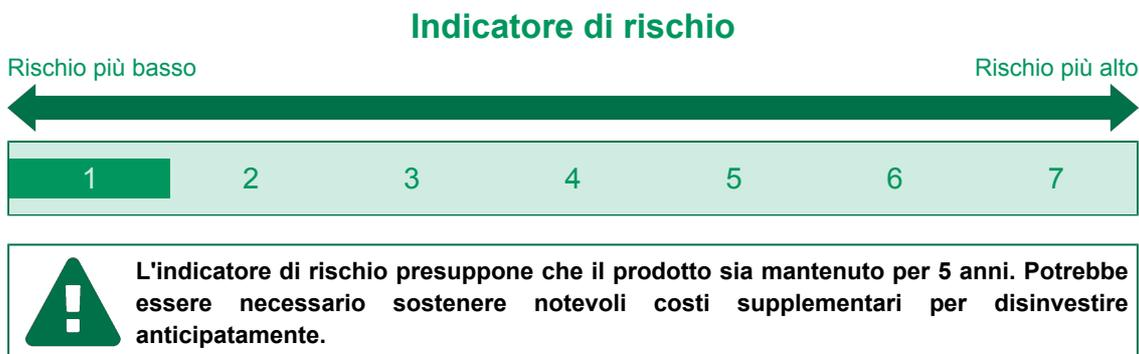 Indicatore di rischio
Rischio più basso Rischio più alto
1 2 3 4 5 6 7
L'indicatore di rischio presuppone che il prodotto sia mantenuto per 5 anni. Potrebbe
essere necessario sostenere notevoli costi supplementari per disinvestire
anticipatamente.